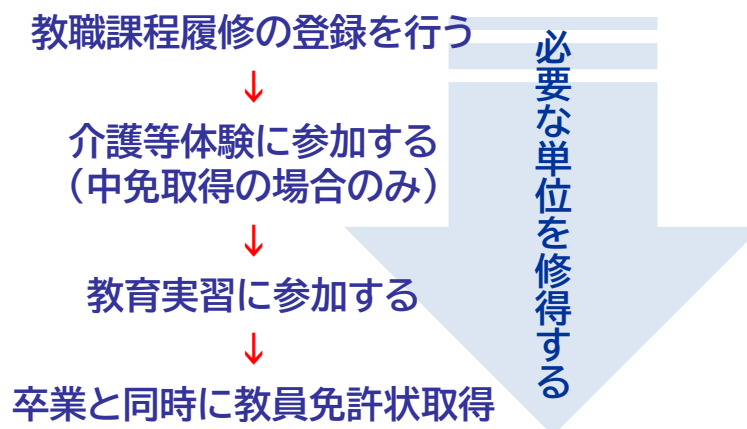 教職課程履修の登録を行う
↓
介護等体験に参加する
（中免取得の場合のみ）
↓
教育実習に参加する
↓
卒業と同時に教員免許状取得
必要な単位を修得する